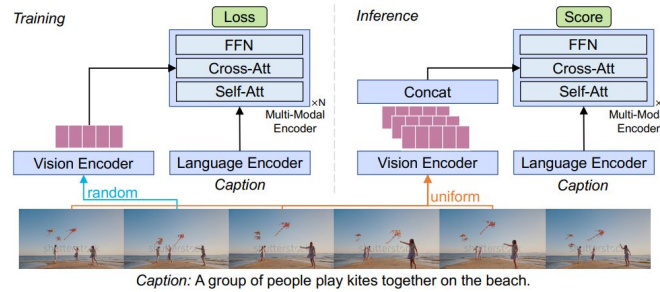 Training
Loss
FFN
Cross-Att
Self-Att
×N
Multi-Modal
Encoder
Vision Encoder
Language Encoder
Caption
random
Inference
Score
FFN
Cross-Att
Self-Att
Concat
Multi-Modal
Encoder
Vision Encoder
Language Encoder
Caption
uniform
Caption: A group of people play kites together on the beach.